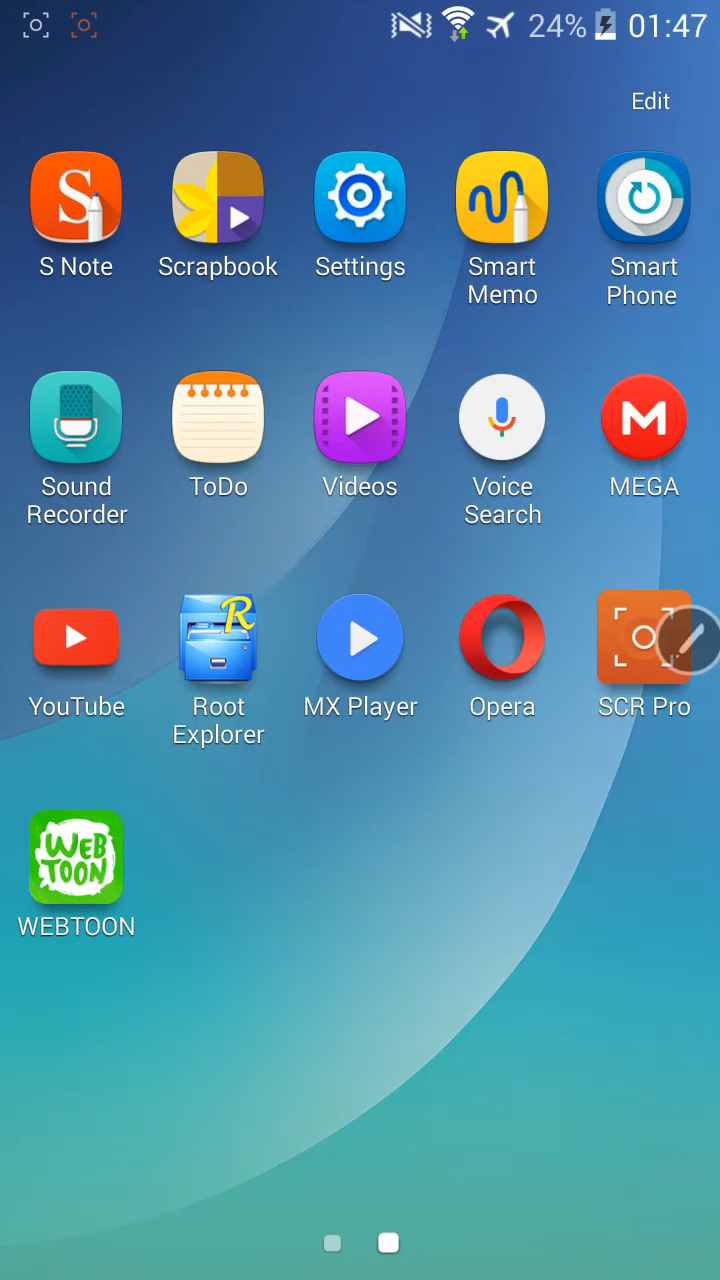 24% 01:47
Edit
S Note
Scrapbook
Settings
Smart
Memo
Smart
Phone
Sound
Recorder
ToDo
Videos
Voice
Search
MEGA
YouTube
Root
Explorer
MX Player
Opera
SCR Pro
WEB
TOON
WEBTOON